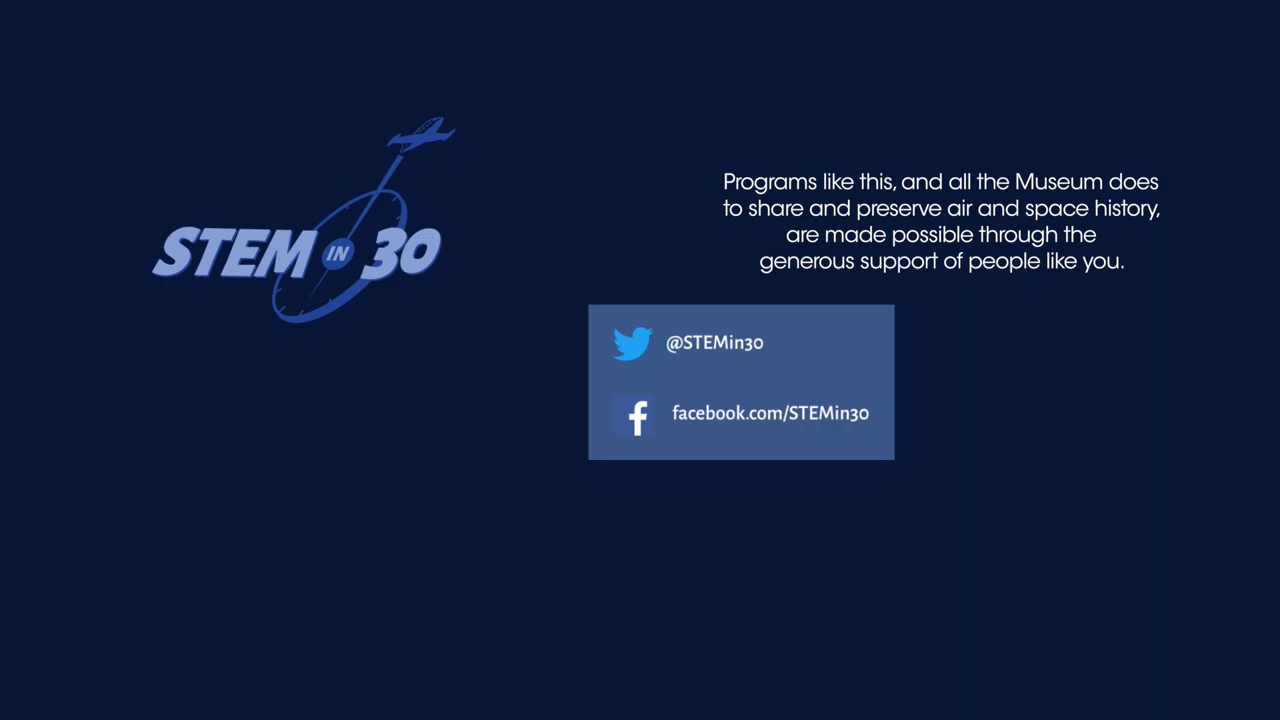 STEM IN 30
Programs like this, and all the Museum does
to share and preserve air and space history,
are made possible through the
generous support of people like you.
@STEMin30
facebook.com/STEMin30